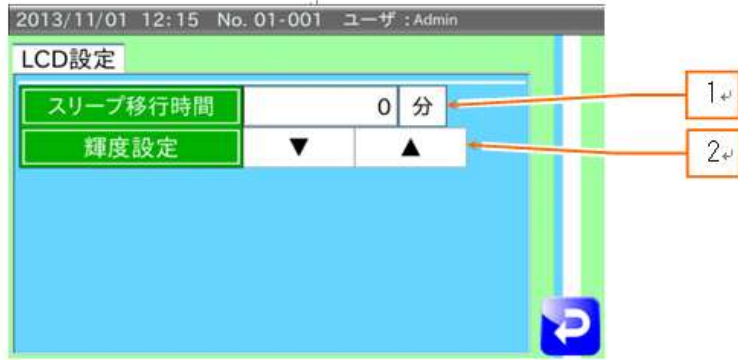 2013/11/01 12:15 No. 01-001 ユーザ :Admin
LCD設定
スリープ移行時間 0 分
1
輝度設定 ▼ ▲
2